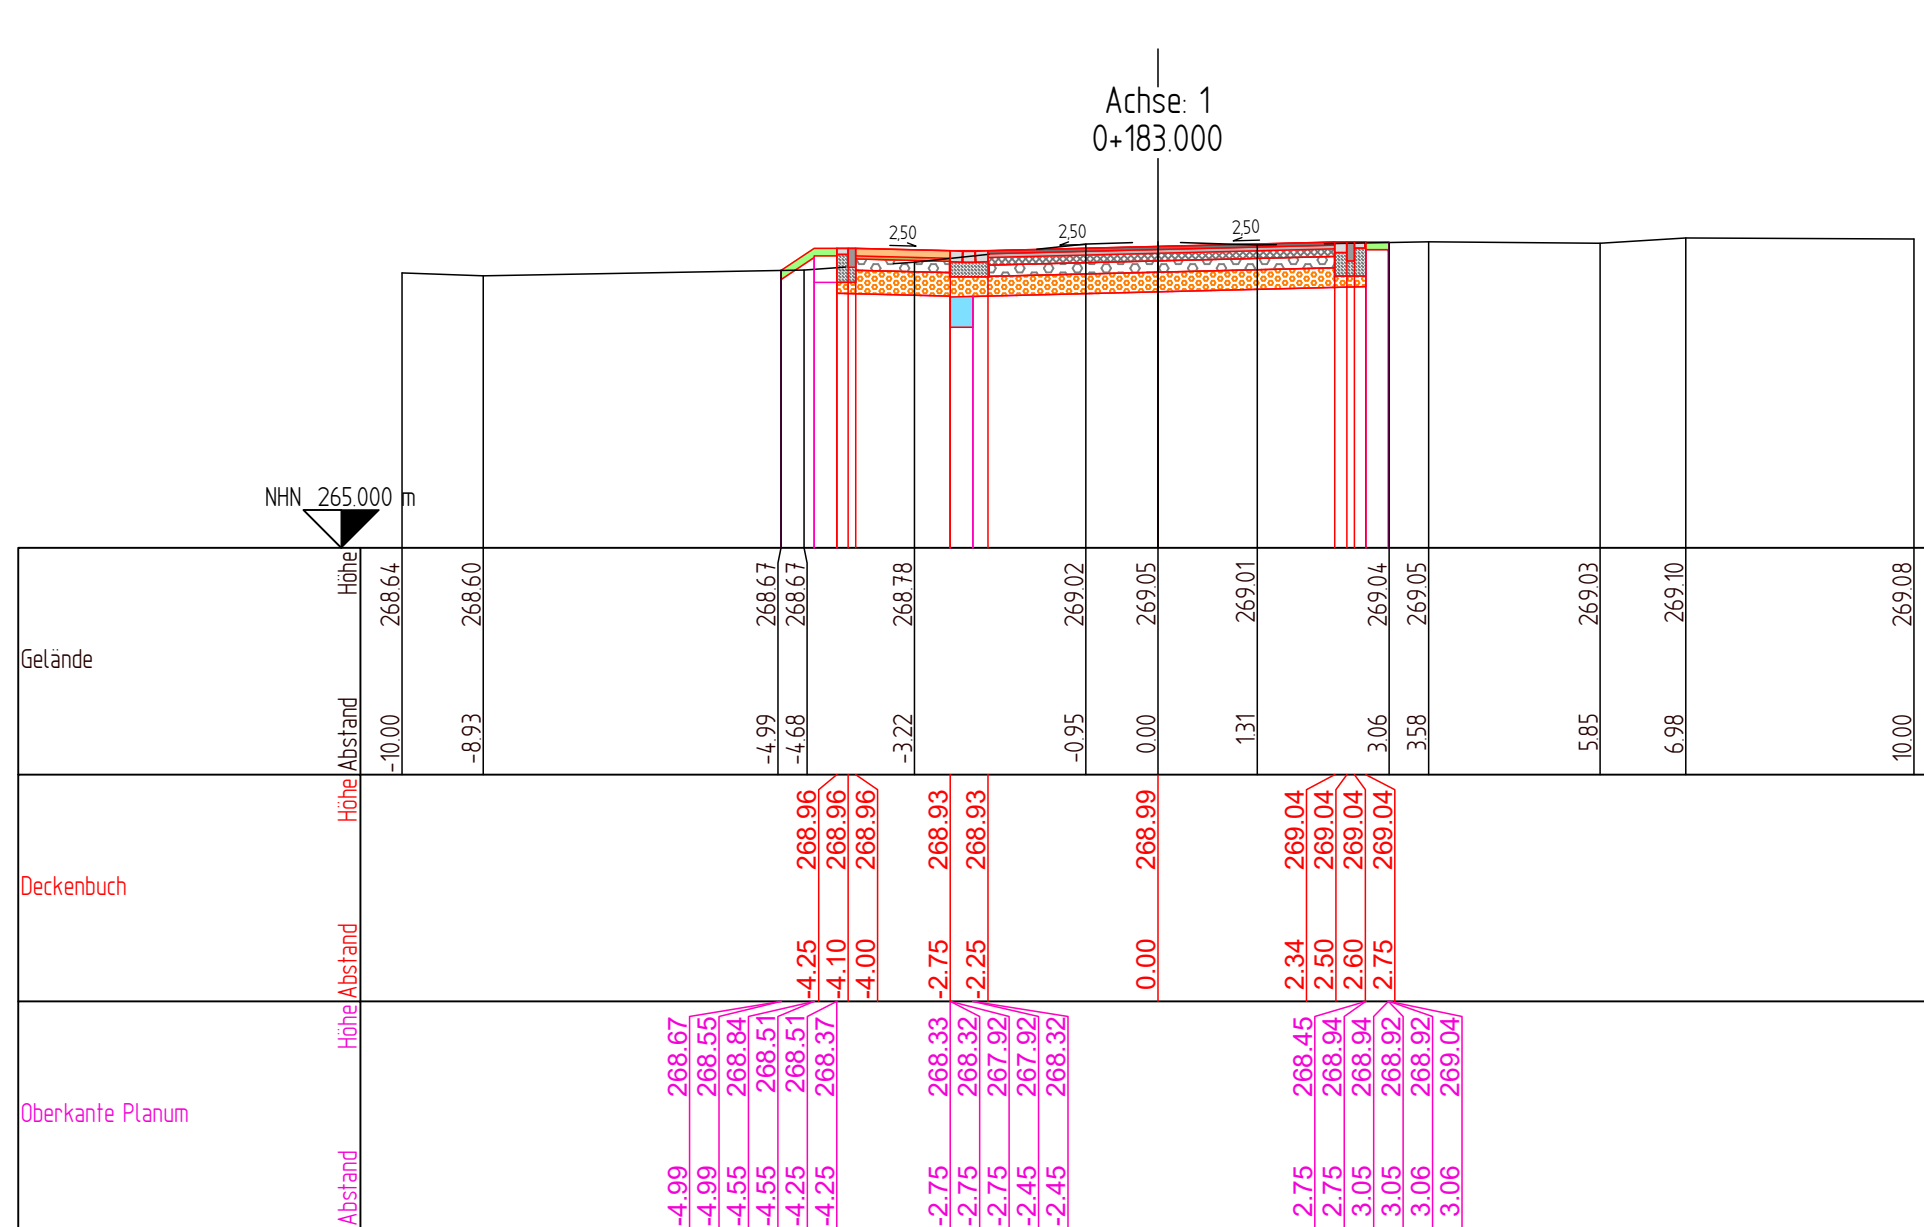 Achse: 1
0+183.000
2,50 2,50 2,50
NHN 265.000 m
Gelände
Höhe 268.64 268.60 268.67 268.67 268.78 269.02 269.05 269.01 269.04 269.05 269.03 269.10 269.08
Abstand -10.00 -8.93 -4.99 -4.68 -3.22 -0.95 0.00 1.31 3.06 3.58 5.85 6.98 10.00
Deckenbuch
Höhe 268.96 268.96 268.96 268.93 268.93 268.99 269.04 269.04 269.04 269.04
Abstand -4.25 -4.10 -4.00 -2.75 -2.25 0.00 2.34 2.50 2.60 2.75
Oberkante Planum
Höhe 268.67 268.55 268.84 268.51 268.51 268.37 268.33 268.32 267.92 267.92 268.32 268.45 268.94 268.94 268.92 268.92 269.04
Abstand -4.99 -4.99 -4.55 -4.55 -4.25 -4.25 -2.75 -2.75 -2.75 -2.45 -2.45 2.75 2.75 3.05 3.05 3.06 3.06